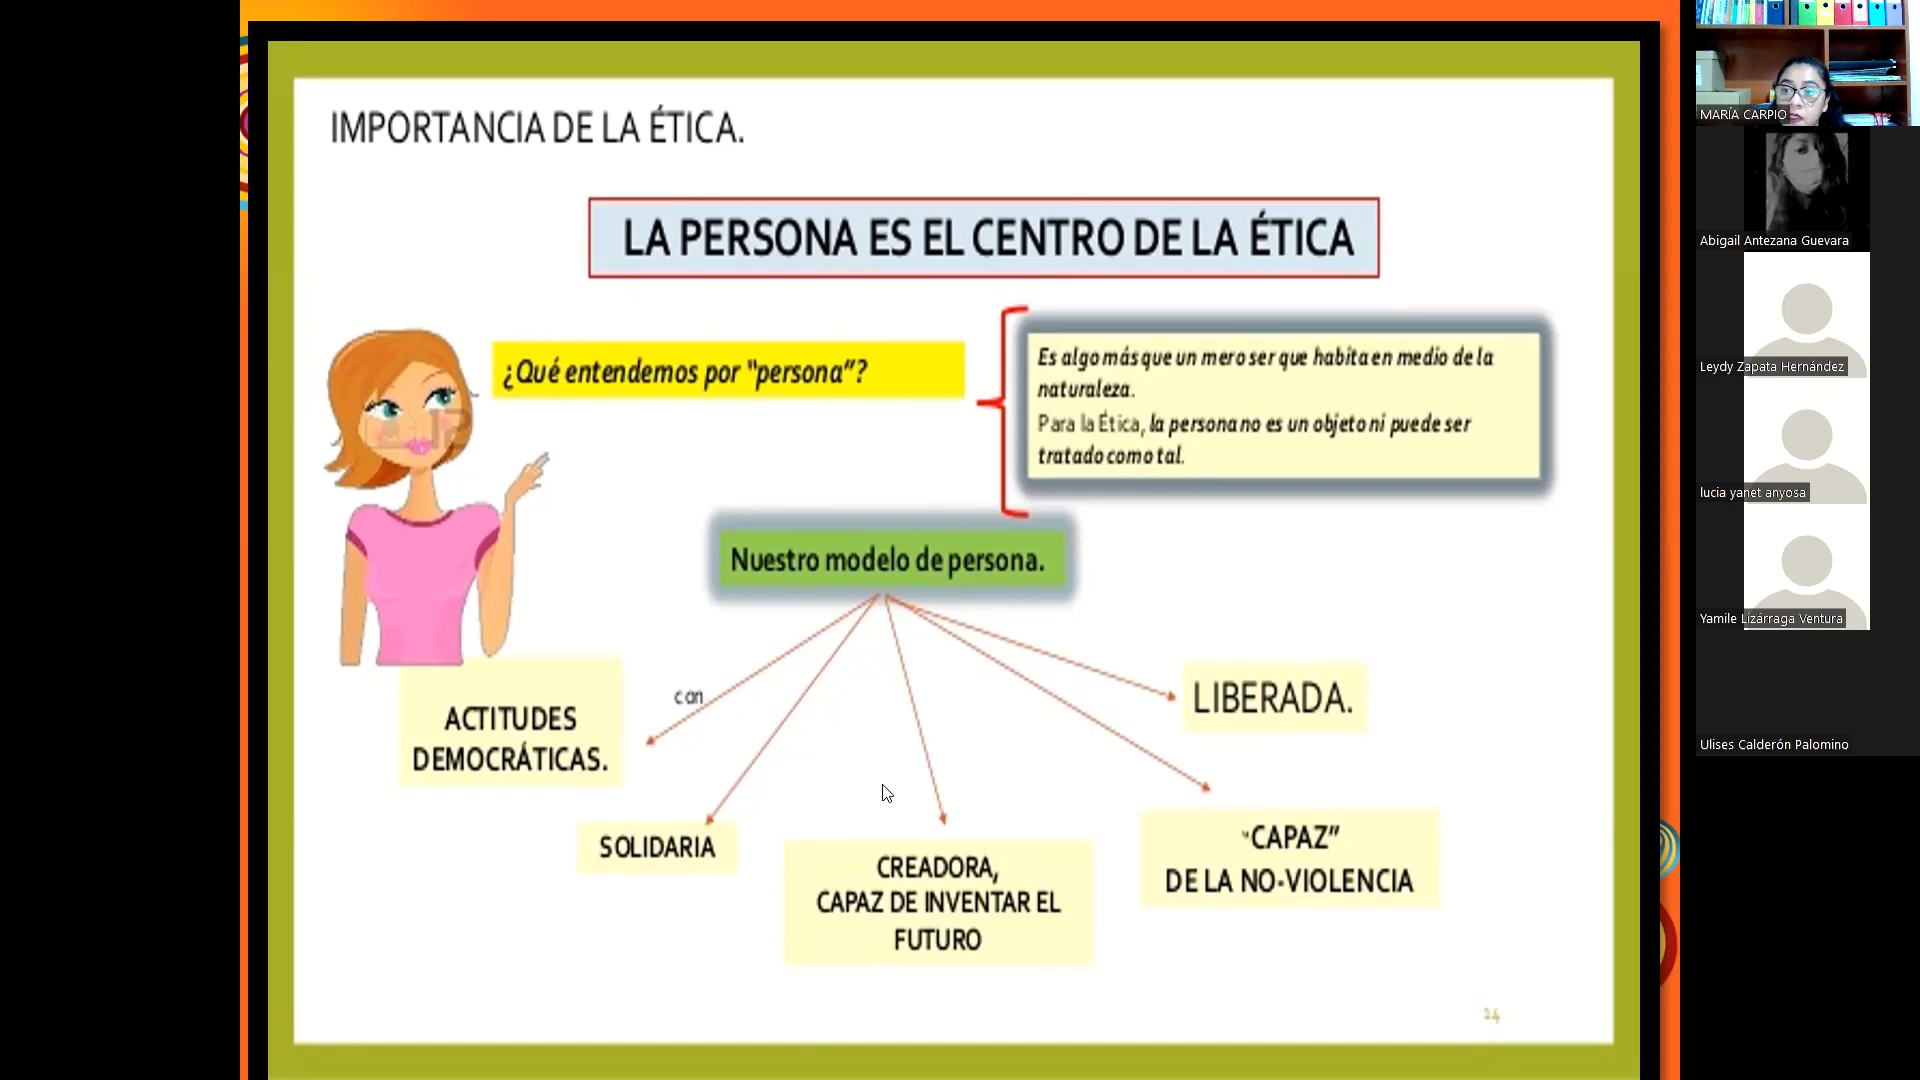 IMPORTANCIA DE LA ÉTICA.
LA PERSONA ES EL CENTRO DE LA ÉTICA
¿Qué entendemos por "persona"?
Es algo más que un mero ser que habita en medio de la
naturaleza.
Para la Ética, la persona no es un objeto ni puede ser
tratado como tal.
Nuestro modelo de persona.
con
ACTITUDES
DEMOCRÁTICAS.
SOLIDARIA
CREADORA,
CAPAZ DE INVENTAR EL
FUTURO
"CAPAZ"
DE LA NO-VIOLENCIA
LIBERADA.
14
MARÍA CARPIO
Abigail Antezana Guevara
Leydy Zapata Hernández
lucia yanet anyosa
Yamile Lizárraga Ventura
Ulises Calderón Palomino